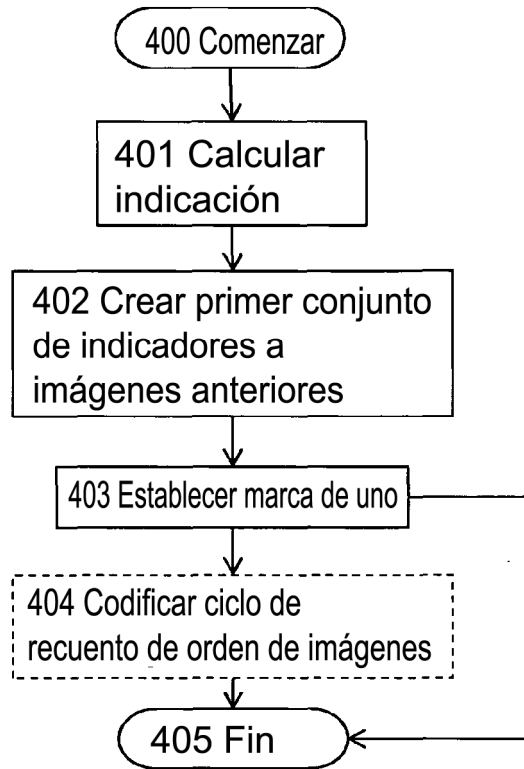 400 Comenzar
401 Calcular
indicación
402 Crear primer conjunto
de indicadores a
imágenes anteriores
403 Establecer marca de uno
404 Codificar ciclo de
recuento de orden de imágenes
405 Fin